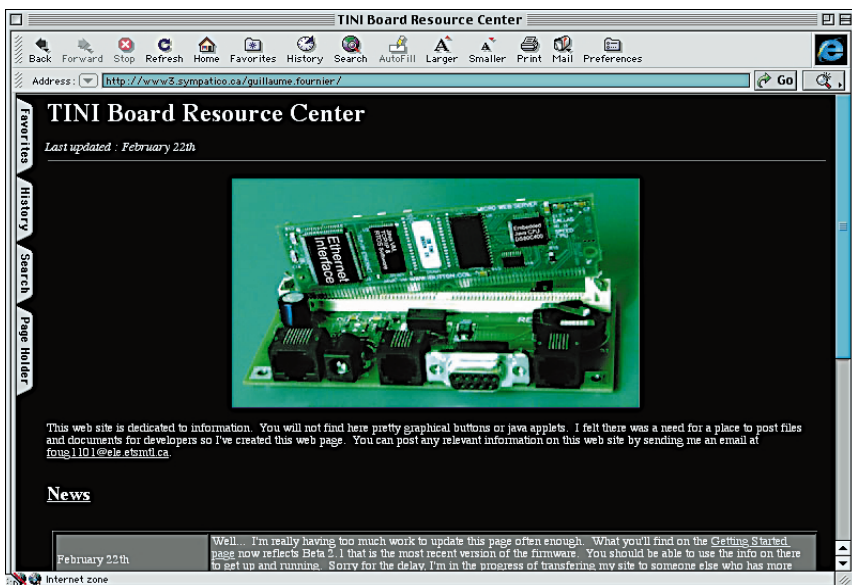 TINI Board Resource Center
Back Forward Stop Refresh Home Favorites History Search AutoFill Larger Smaller Print Mail Preferences
Address: http://www3.sympatico.ca/guillaume.fournier/ Go
Favorites
History
Search
Page Holder
TINI Board Resource Center
Last updated : February 22th
MICRO WEB SERVER
Ethernet
Interface
Embedded
Java CPU
DS80C400
This web site is dedicated to information. You will not find here pretty graphical buttons or java applets. I felt there was a need for a place to post files
and documents for developers so I've created this web page. You can post any relevant information on this web site by sending me an email at
foug1101@ele.etsmtl.ca.
News
February 22th
Well... I'm really having too much work to update this page often enough. What you'll find on the Getting Started
page now reflects Beta 2.1 that is the most recent version of the firmware. You should be able to use the info on there
to get up and running. Sorry for the delay, I'm in the progress of transfering my site to someone else who has more
Internet zone